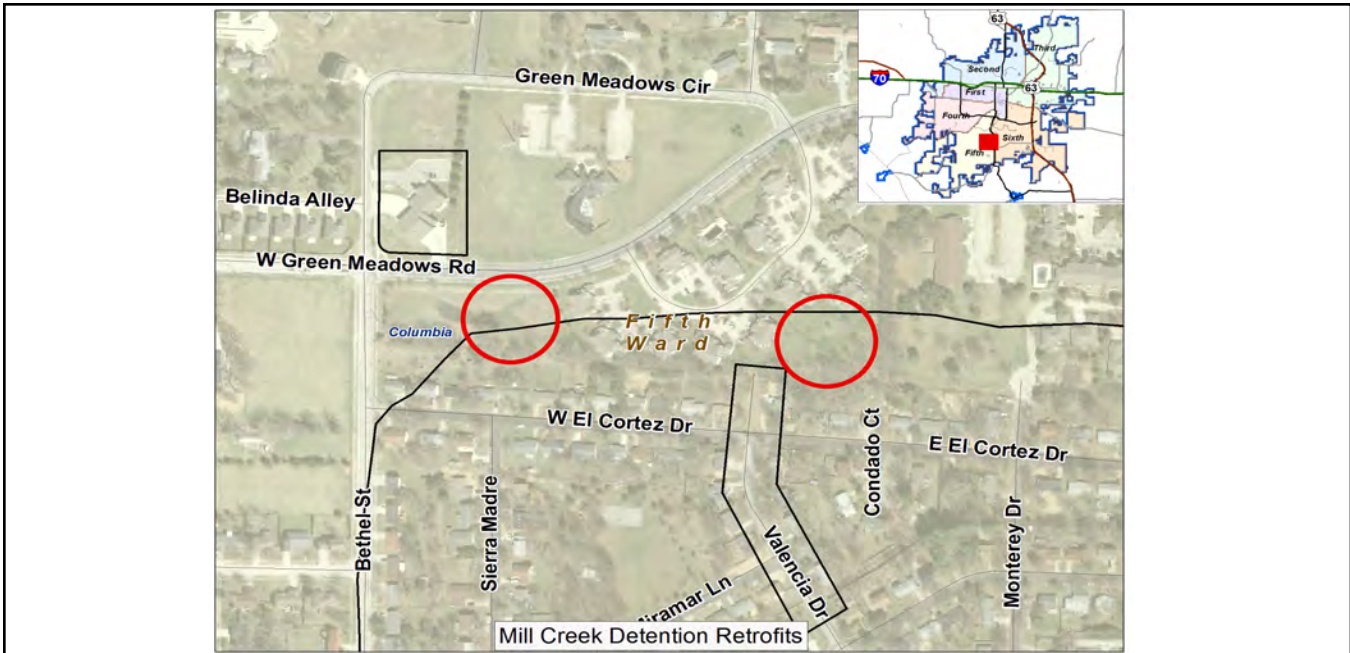 63
Third
Second
70
63
First
Fourth
Sixth
Fifth
Green Meadows Cir
Belinda Alley
W Green Meadows Rd
Columbia
Fifth
Ward
W El Cortez Dr
E El Cortez Dr
Condado Ct
Bethel-St
Sierra Madre
Valencia Dr
Monterey Dr
Miramar Ln
Mill Creek Detention Retrofits